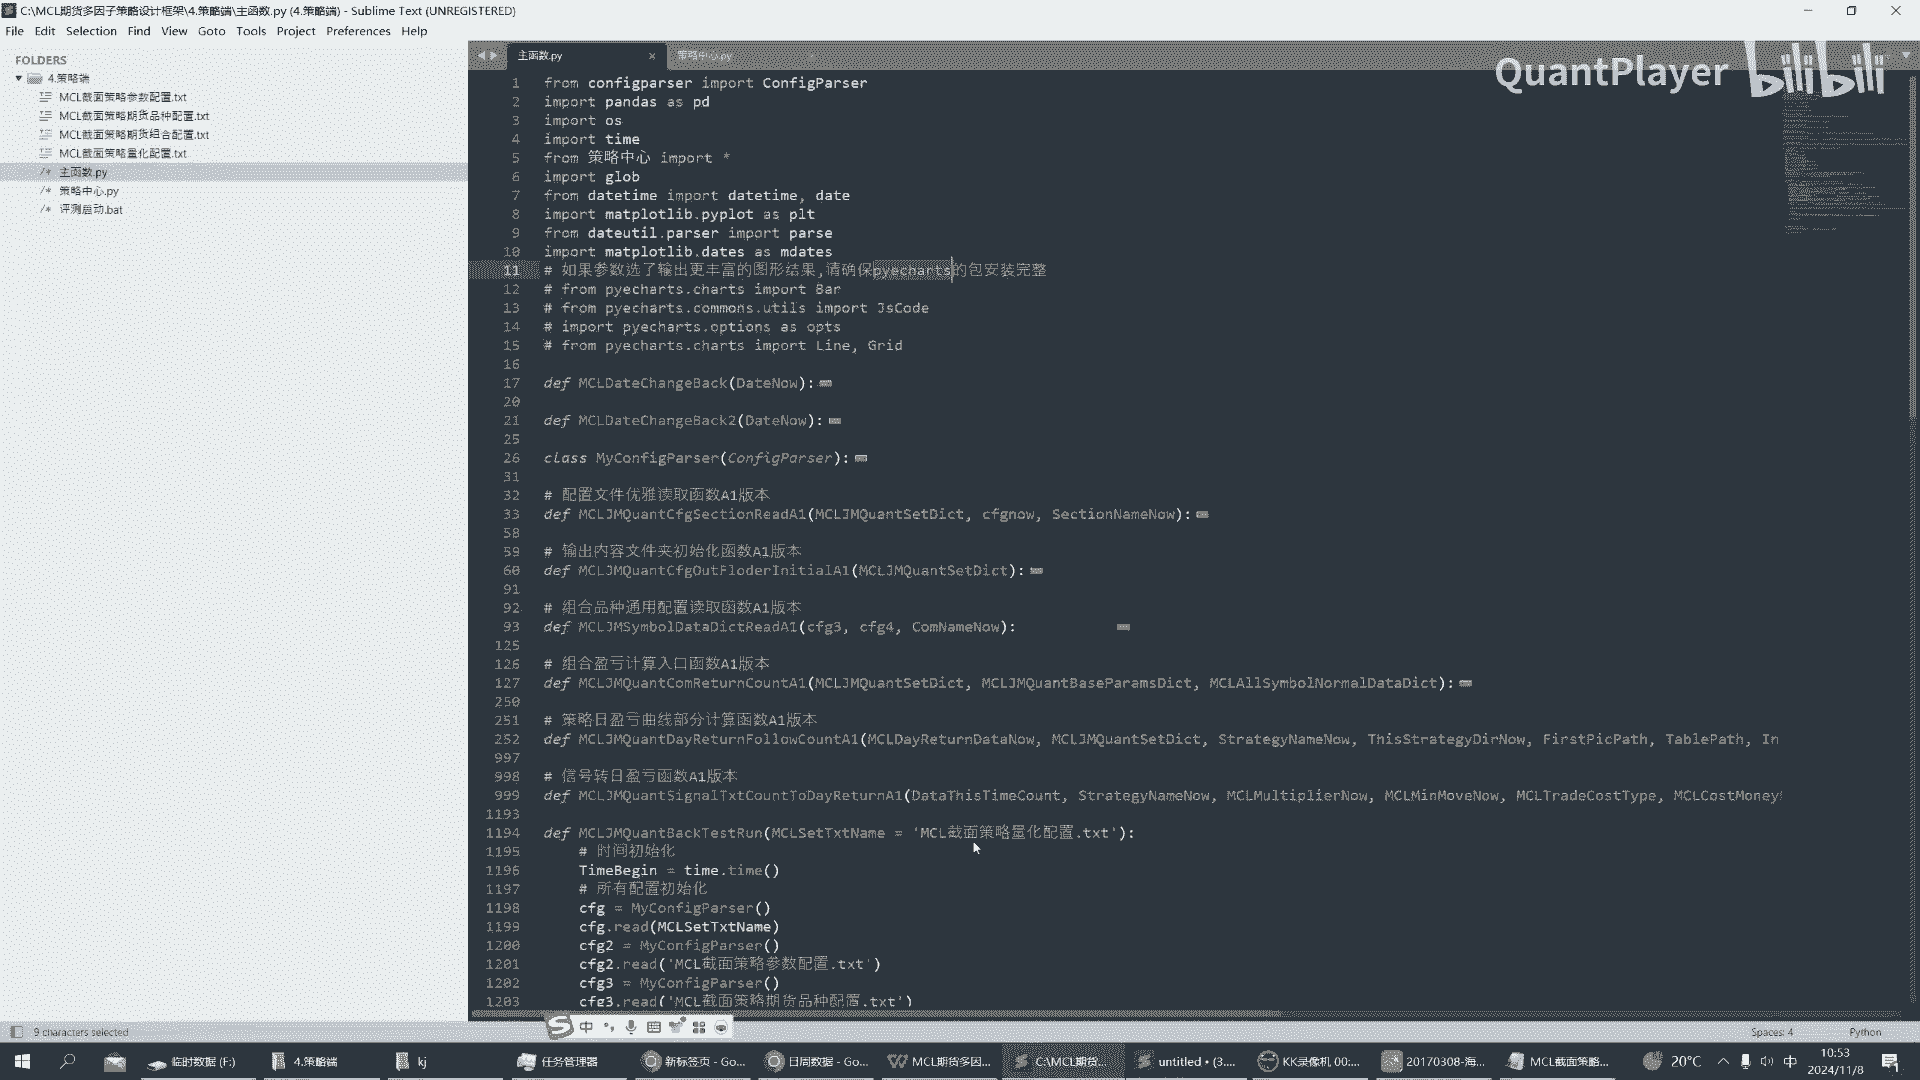 C:\MCL期货多因子策略设计框架\4.策略端\主函数.py (4.策略端) - Sublime Text (UNREGISTERED)
File Edit Selection Find View Goto Tools Project Preferences Help
FOLDERS
4.策略端
MCL截面策略参数配置.txt
MCL截面策略期货品种配置.txt
MCL截面策略期货组合配置.txt
MCL截面策略量化配置.txt
主函数.py
策略中心.py
评测启动.bat
主函数.py
策略中心.py
QuantPlayer bilibili
1 from configparser import ConfigParser
2 import pandas as pd
3 import os
4 import time
5 from 策略中心 import *
6 import glob
7 from datetime import datetime, date
8 import matplotlib.pyplot as plt
9 from dateutil.parser import parse
10 import matplotlib.dates as mdates
11 # 如果参数选了输出更丰富的图形结果,请确保pyecharts的包安装完整
12 # from pyecharts.charts import Bar
13 # from pyecharts.commons.utils import JsCode
14 # import pyecharts.options as opts
15 # from pyecharts.charts import Line, Grid
16
17 def MCLDateChangeBack(DateNow):
20
21 def MCLDateChangeBack2(DateNow):
25
26 class MyConfigParser(ConfigParser):
31
32 # 配置文件优雅读取函数A1版本
33 def MCLJMQuantCfgSectionReadA1(MCLJMQuantSetDict, cfgnow, SectionNameNow):
58
59 # 输出内容文件夹初始化函数A1版本
60 def MCLJMQuantCfgOutFloderInitialA1(MCLJMQuantSetDict):
91
92 # 组合品种通用配置读取函数A1版本
93 def MCLJMSymbolDataDictReadA1(cfg3, cfg4, ComNameNow):
125
126 # 组合盈亏计算入口函数A1版本
127 def MCLJMQuantComReturnCountA1(MCLJMQuantSetDict, MCLJMQuantBaseParamsDict, MCLAllSymbolNormalDataDict):
250
251 # 策略日盈亏曲线部分计算函数A1版本
252 def MCLJMQuantDayReturnFollowCountA1(MCLDayReturnDataNow, MCLJMQuantSetDict, StrategyNameNow, ThisStrategyDirNow, FirstPicPath, TablePath, In
997
998 # 信号转日盈亏函数A1版本
999 def MCLJMQuantSignalTxtCountToDayReturnA1(DataThisTimeCount, StrategyNameNow, MCLMultiplierNow, MCLMinMoveNow, MCLTradeCostType, MCLCostMoney
1193
1194 def MCLJMQuantBackTestRun(MCLSetTxtName = 'MCL截面策略量化配置.txt'):
1195 # 时间初始化
1196 TimeBegin = time.time()
1197 # 所有配置初始化
1198 cfg = MyConfigParser()
1199 cfg.read(MCLSetTxtName)
1200 cfg2 = MyConfigParser()
1201 cfg2.read('MCL截面策略参数配置.txt')
1202 cfg3 = MyConfigParser()
1203 cfg3.read('MCL截面策略期货品种配置.txt')
9 characters selected
中
Spaces: 4 Python
临时数据 (F:) 4.策略端 kj 任务管理器 新标签页 - Go... 日周数据 - Goo... MCL期货多因... C:\MCL期货... untitled • (3.... KK录像机 00:... 20170308-海... MCL截面策略... 20°C 中 10:53
2024/11/8